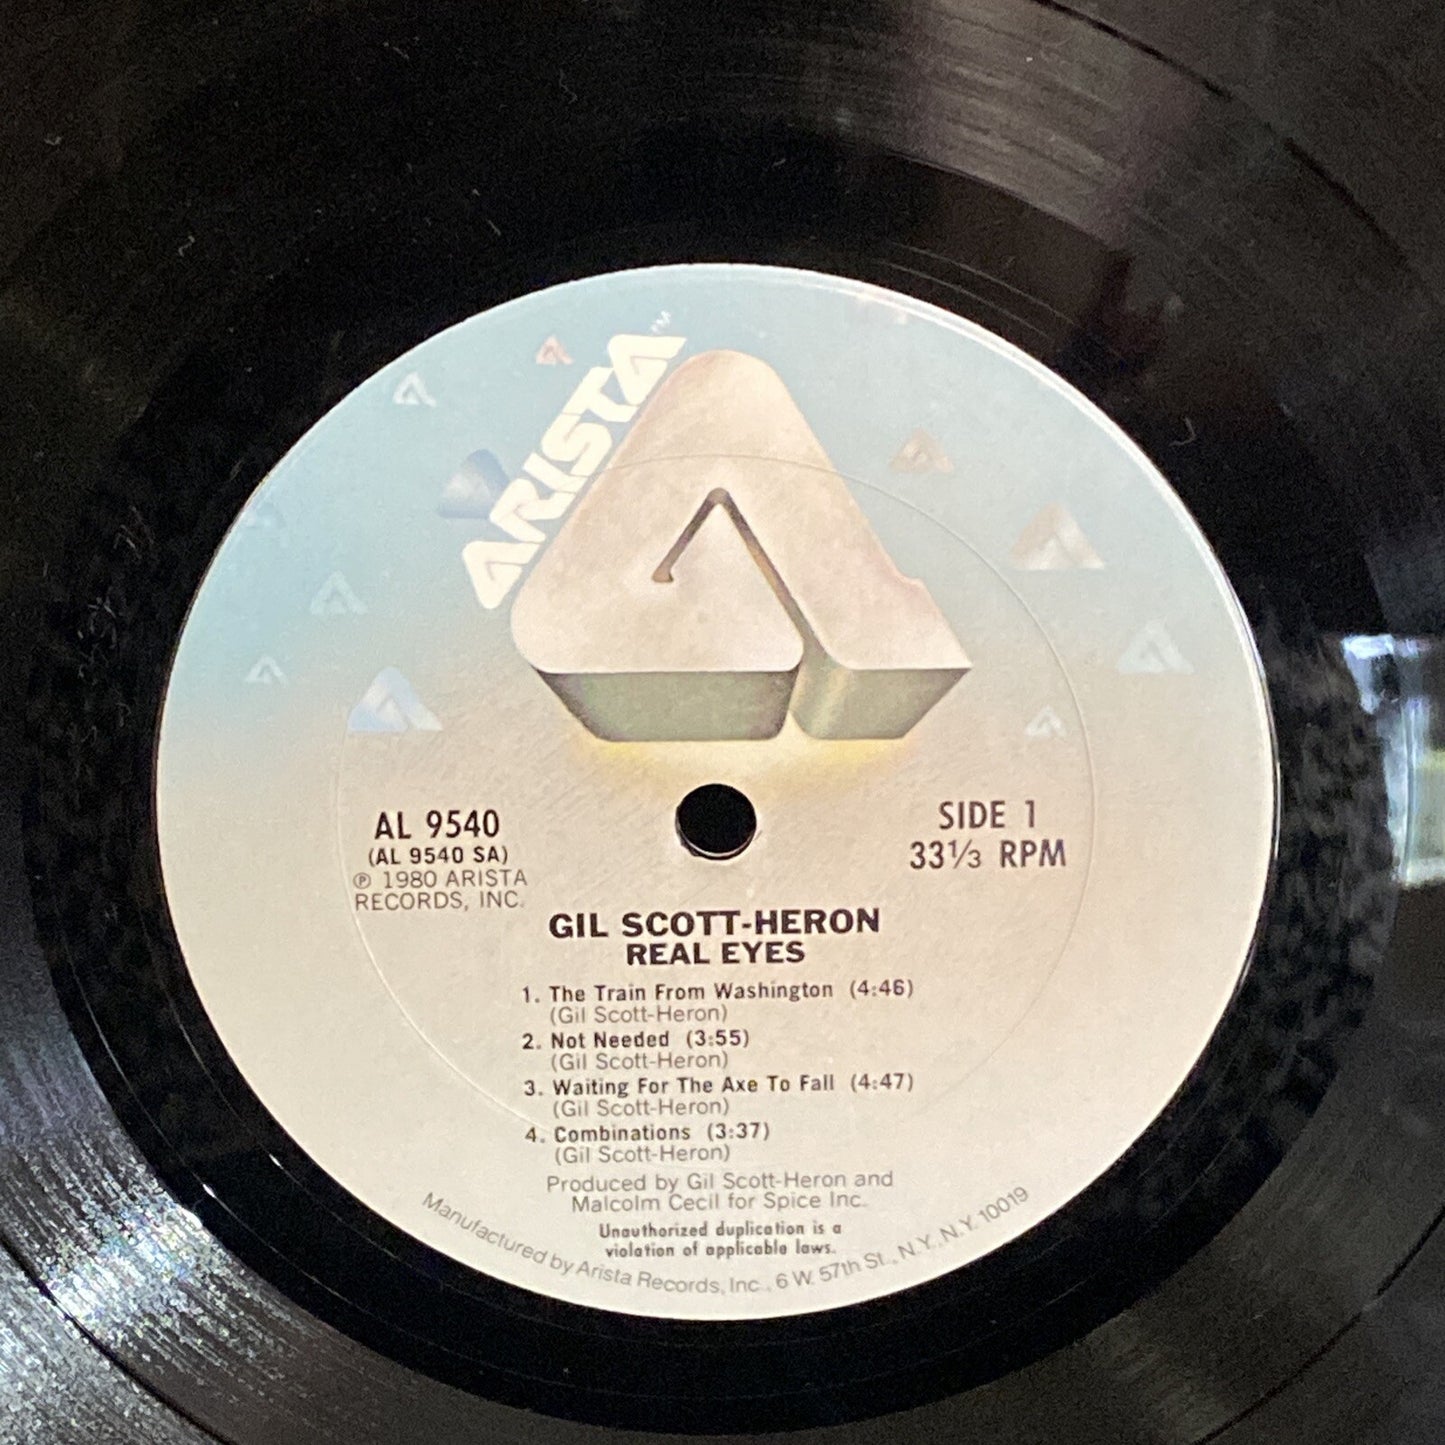 ARISTA™
AL 9540
(AL 9540 SA)
℗ 1980 ARISTA
RECORDS, INC.
SIDE 1
33⅓ RPM
GIL SCOTT-HERON
REAL EYES
1. The Train From Washington (4:46)
(Gil Scott-Heron)
2. Not Needed (3:55)
(Gil Scott-Heron)
3. Waiting For The Axe To Fall (4:47)
(Gil Scott-Heron)
4. Combinations (3:37)
(Gil Scott-Heron)
Produced by Gil Scott-Heron and
Malcolm Cecil for Spice Inc.
Unauthorized duplication is a
violation of applicable laws.
Manufactured by Arista Records, Inc., 6 W. 57th St., N.Y., N.Y. 10019